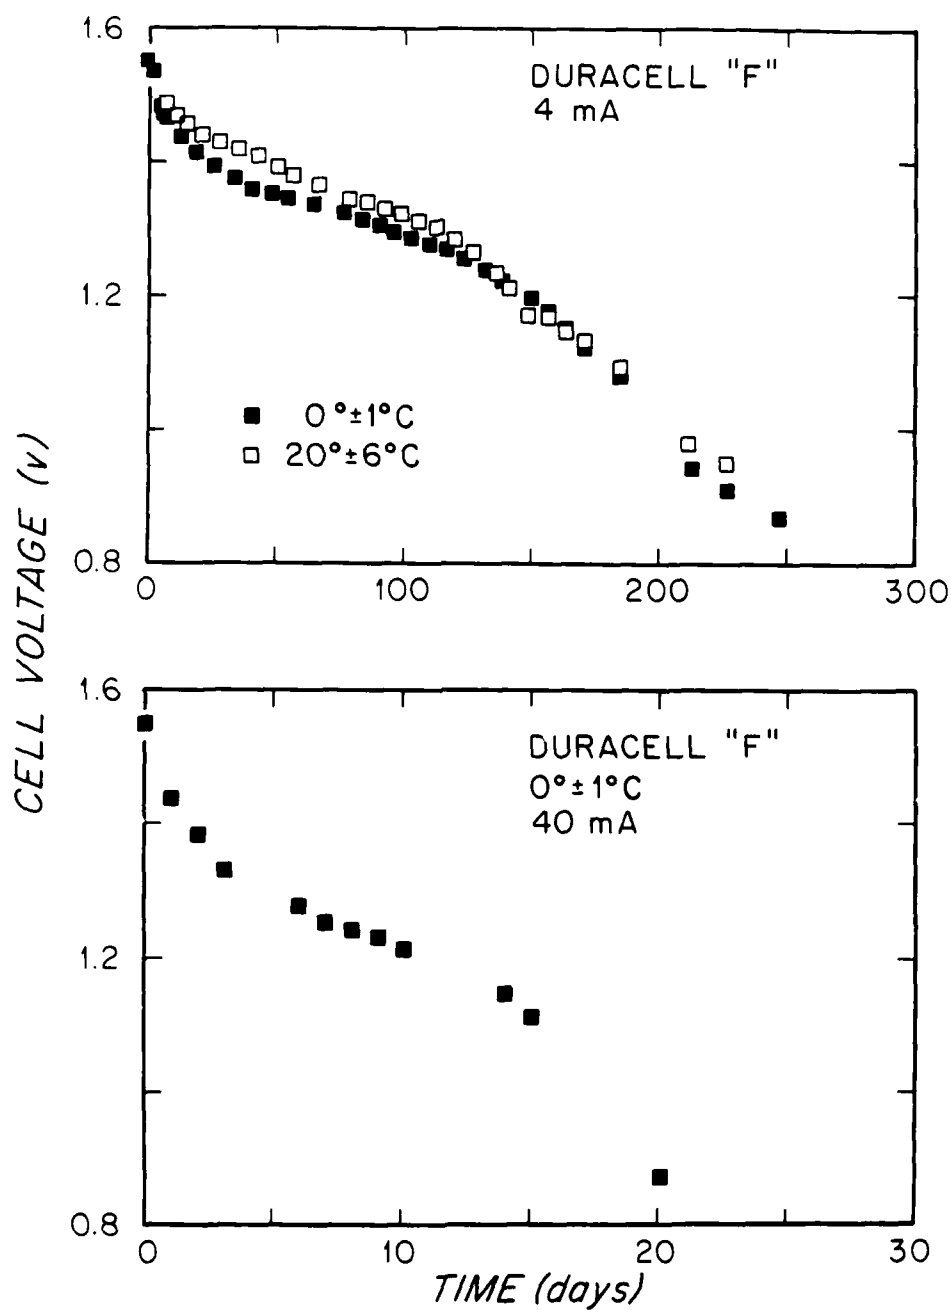 1.6
DURACELL "F"
4 mA
1.2
■ 0°±1°C
□ 20°±6°C
0.8
0 100 200 300
CELL VOLTAGE (v)
1.6
DURACELL "F"
0°±1°C
40 mA
1.2
0.8
0 10 20 30
TIME (days)